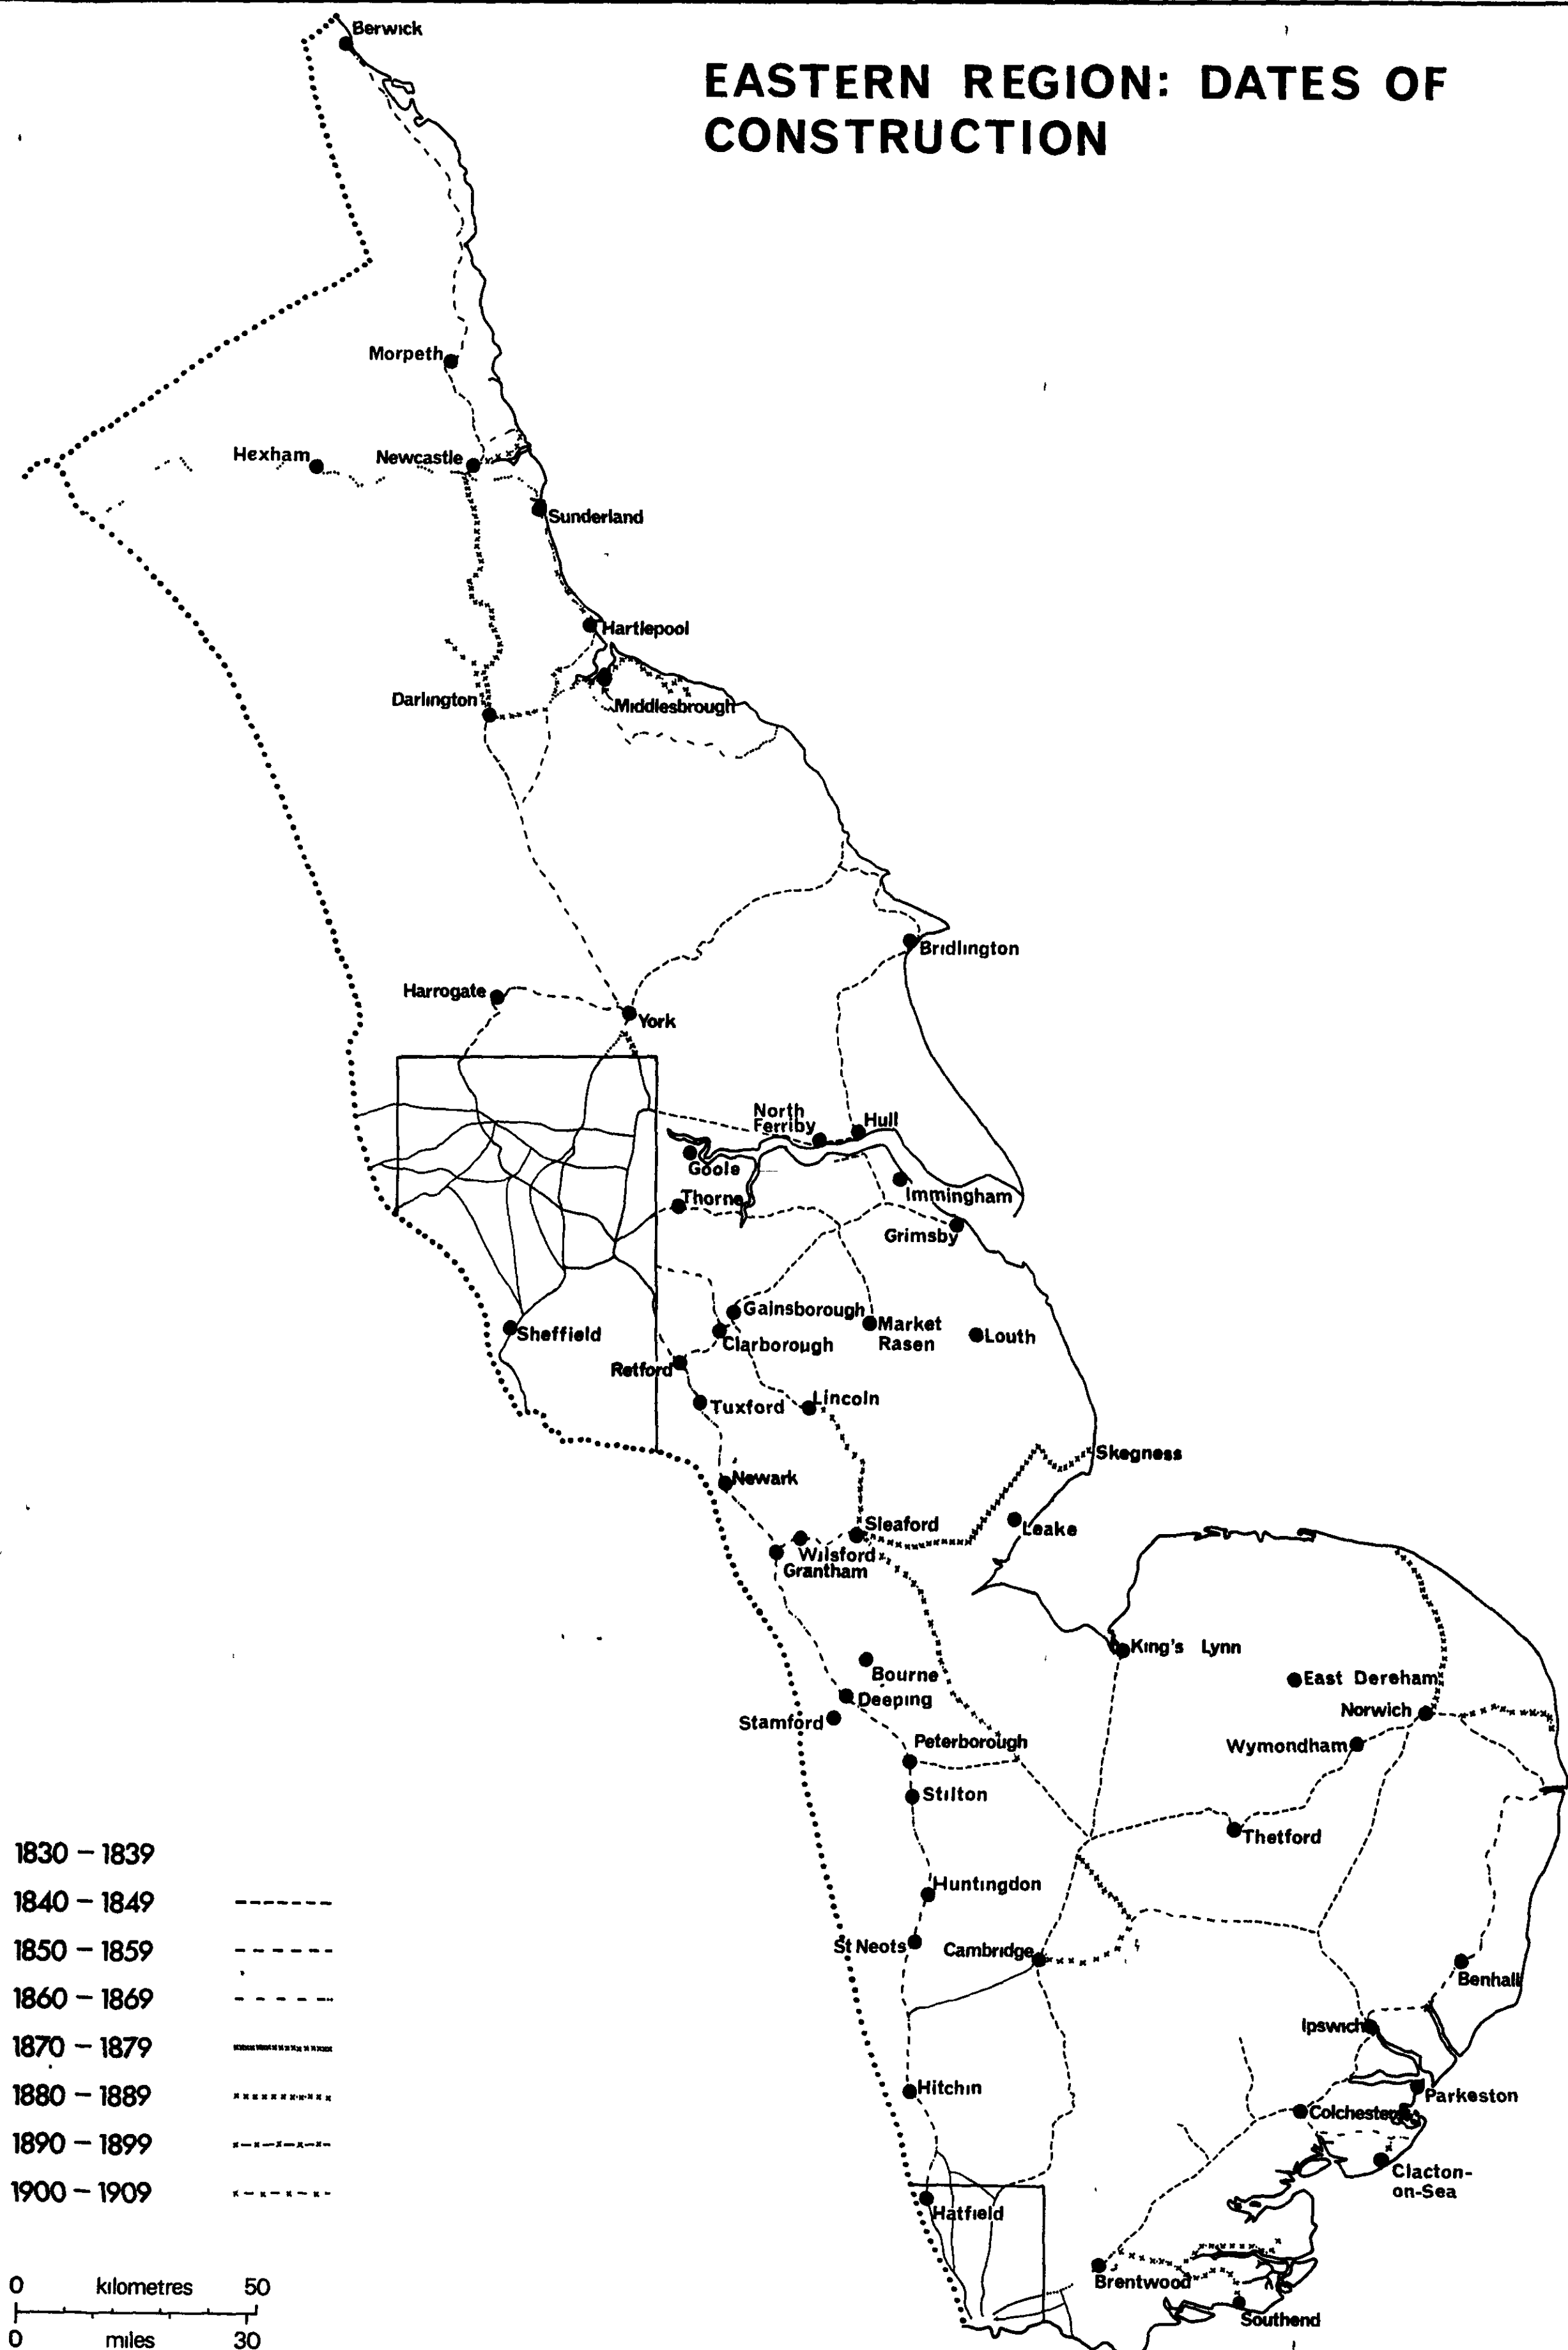 EASTERN REGION: DATES OF
CONSTRUCTION
Berwick
Morpeth
Hexham
Newcastle
Sunderland
Hartlepool
Darlington
Middlesbrough
Bridlington
Harrogate
York
North
Ferriby
Hull
Goole
Thorne
Immingham
Grimsby
Gainsborough
Market
Rasen
Louth
Sheffield
Clarborough
Retford
Tuxford
Lincoln
Skegness
Newark
Sleaford
Leake
Wilsford
Grantham
King's Lynn
Bourne
East Dereham
Deeping
Norwich
Stamford
Peterborough
Wymondham
Stilton
Thetford
Huntingdon
St Neots
Cambridge
Benhall
Ipswich
Hitchin
Parkeston
Colchester
Clacton-
on-Sea
Hatfield
Brentwood
Southend
1830 – 1839
1840 – 1849
1850 – 1859
1860 – 1869
1870 – 1879
1880 – 1889
1890 – 1899
1900 – 1909
0 kilometres 50
0 miles 30